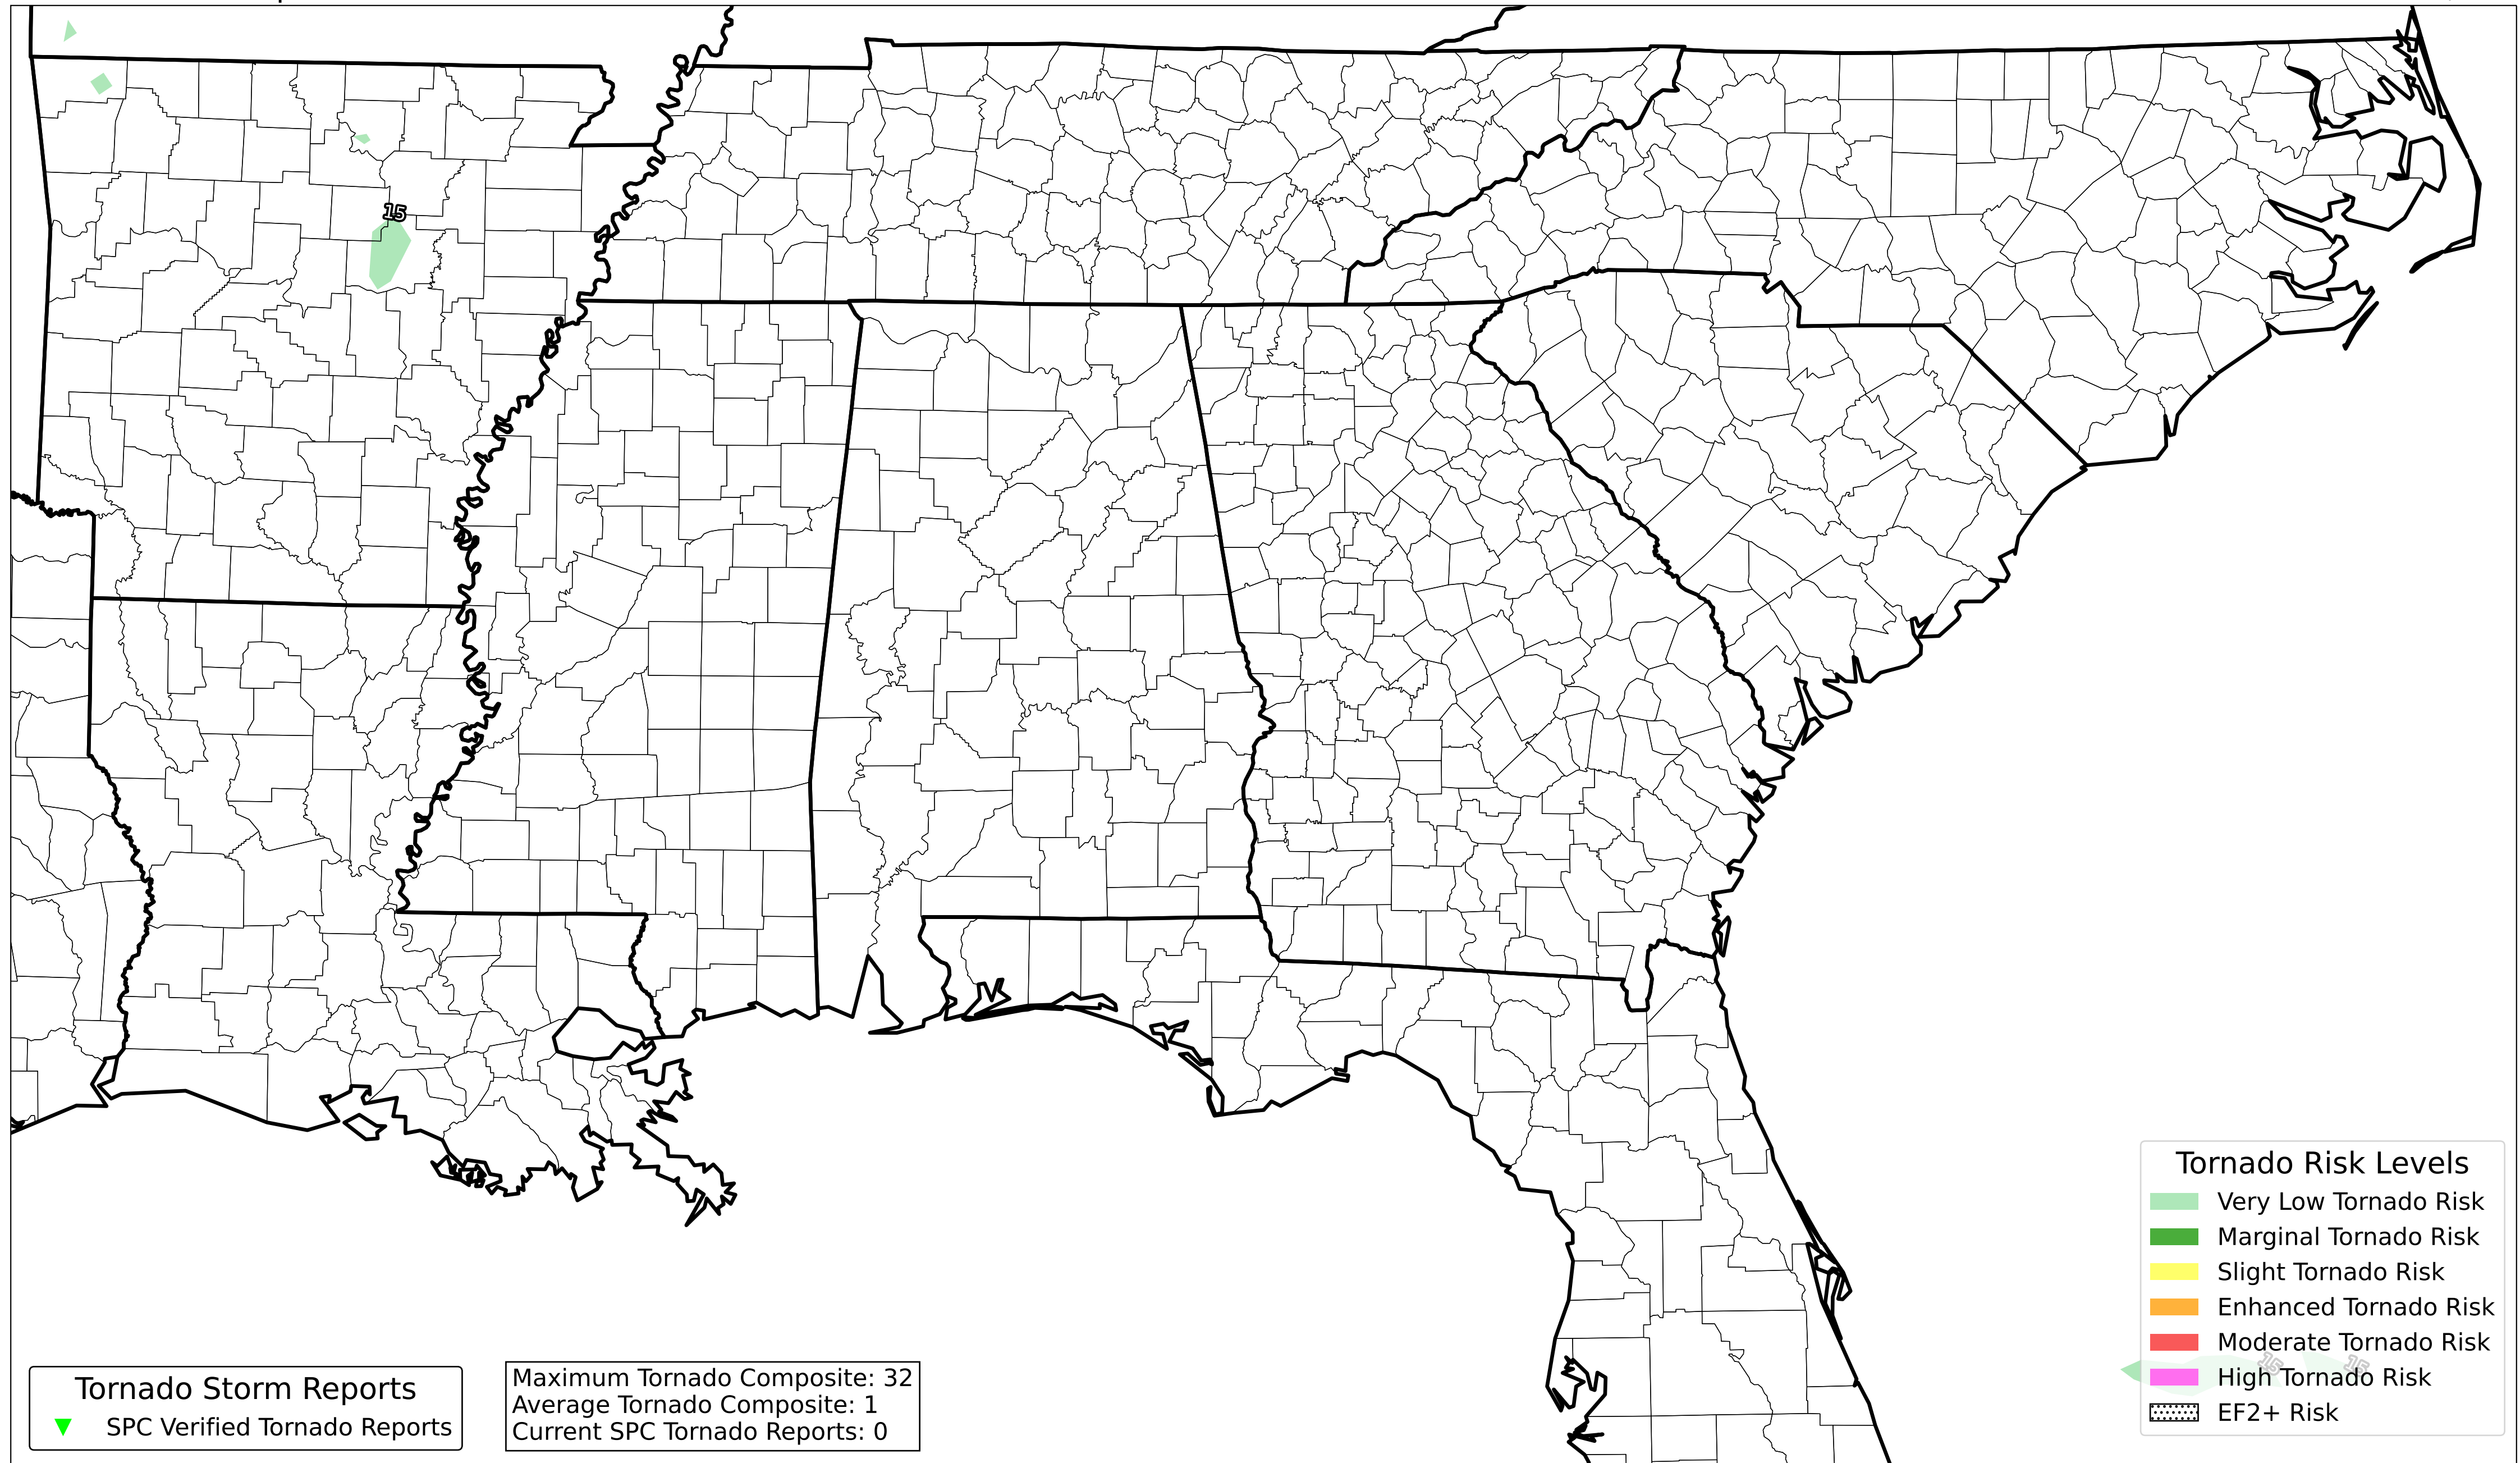 15
Tornado Risk Levels
Very Low Tornado Risk
Marginal Tornado Risk
Slight Tornado Risk
Enhanced Tornado Risk
Moderate Tornado Risk
15
15
High Tornado Risk
EF2+ Risk
Tornado Storm Reports
SPC Verified Tornado Reports
Maximum Tornado Composite: 32
Average Tornado Composite: 1
Current SPC Tornado Reports: 0